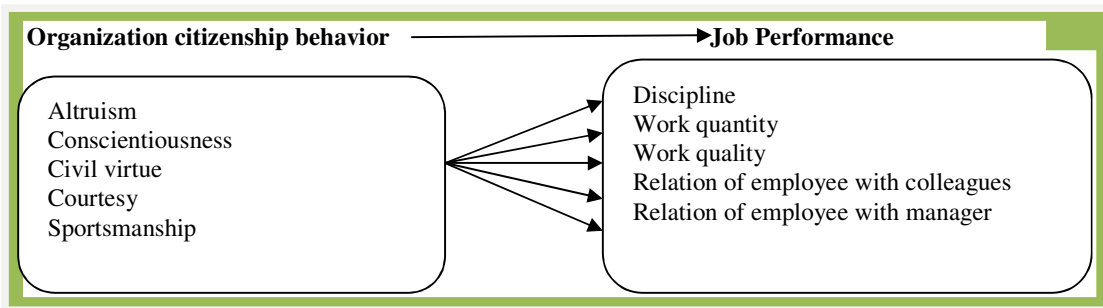 Organization citizenship behavior
Job Performance
Altruism
Conscientiousness
Civil virtue
Courtesy
Sportsmanship
Discipline
Work quantity
Work quality
Relation of employee with colleagues
Relation of employee with manager